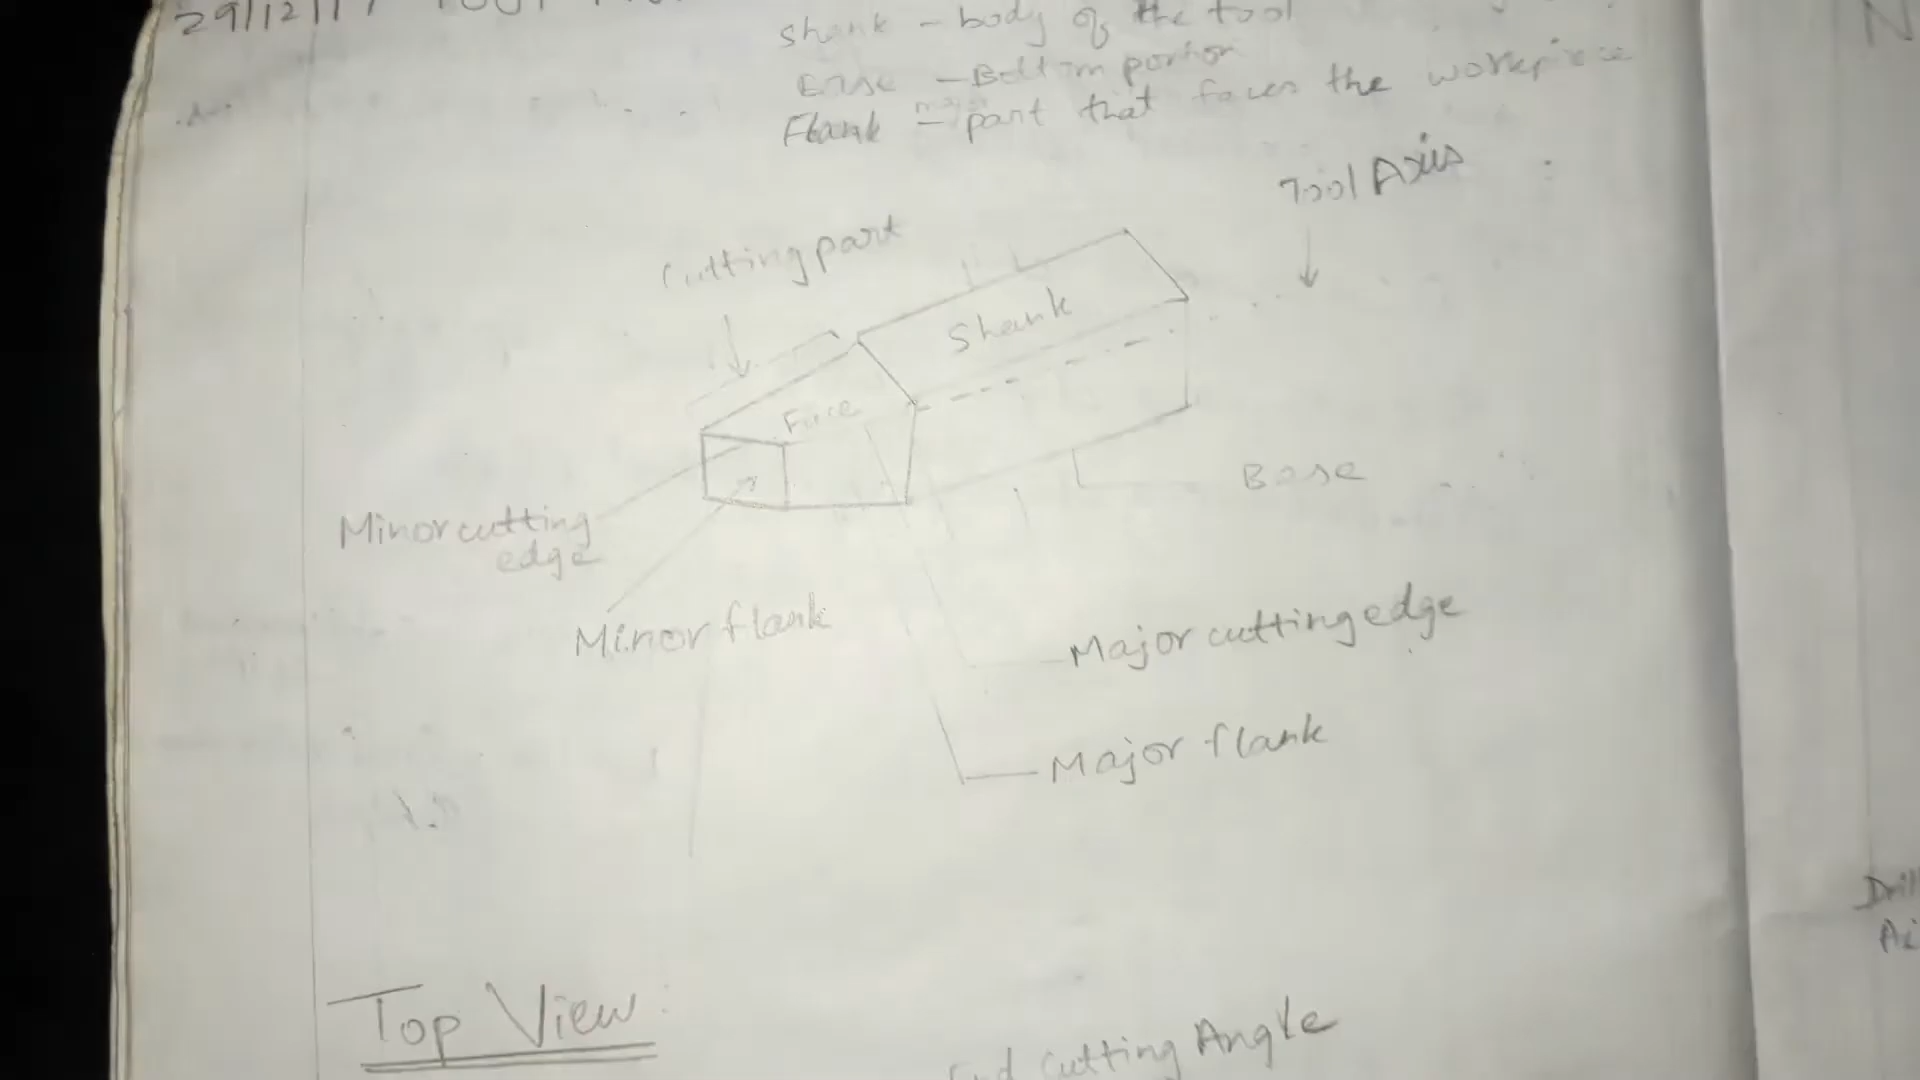 29/12/17
shank - body of the tool
Base - Bottom portion
Flank - part that faces the workpiece
major
Tool Axis
Cutting part
Shank
Face
Base
Minor cutting
edge
Minor flank
Major cutting edge
Major flank
Top View:
End Cutting Angle
N
Dril